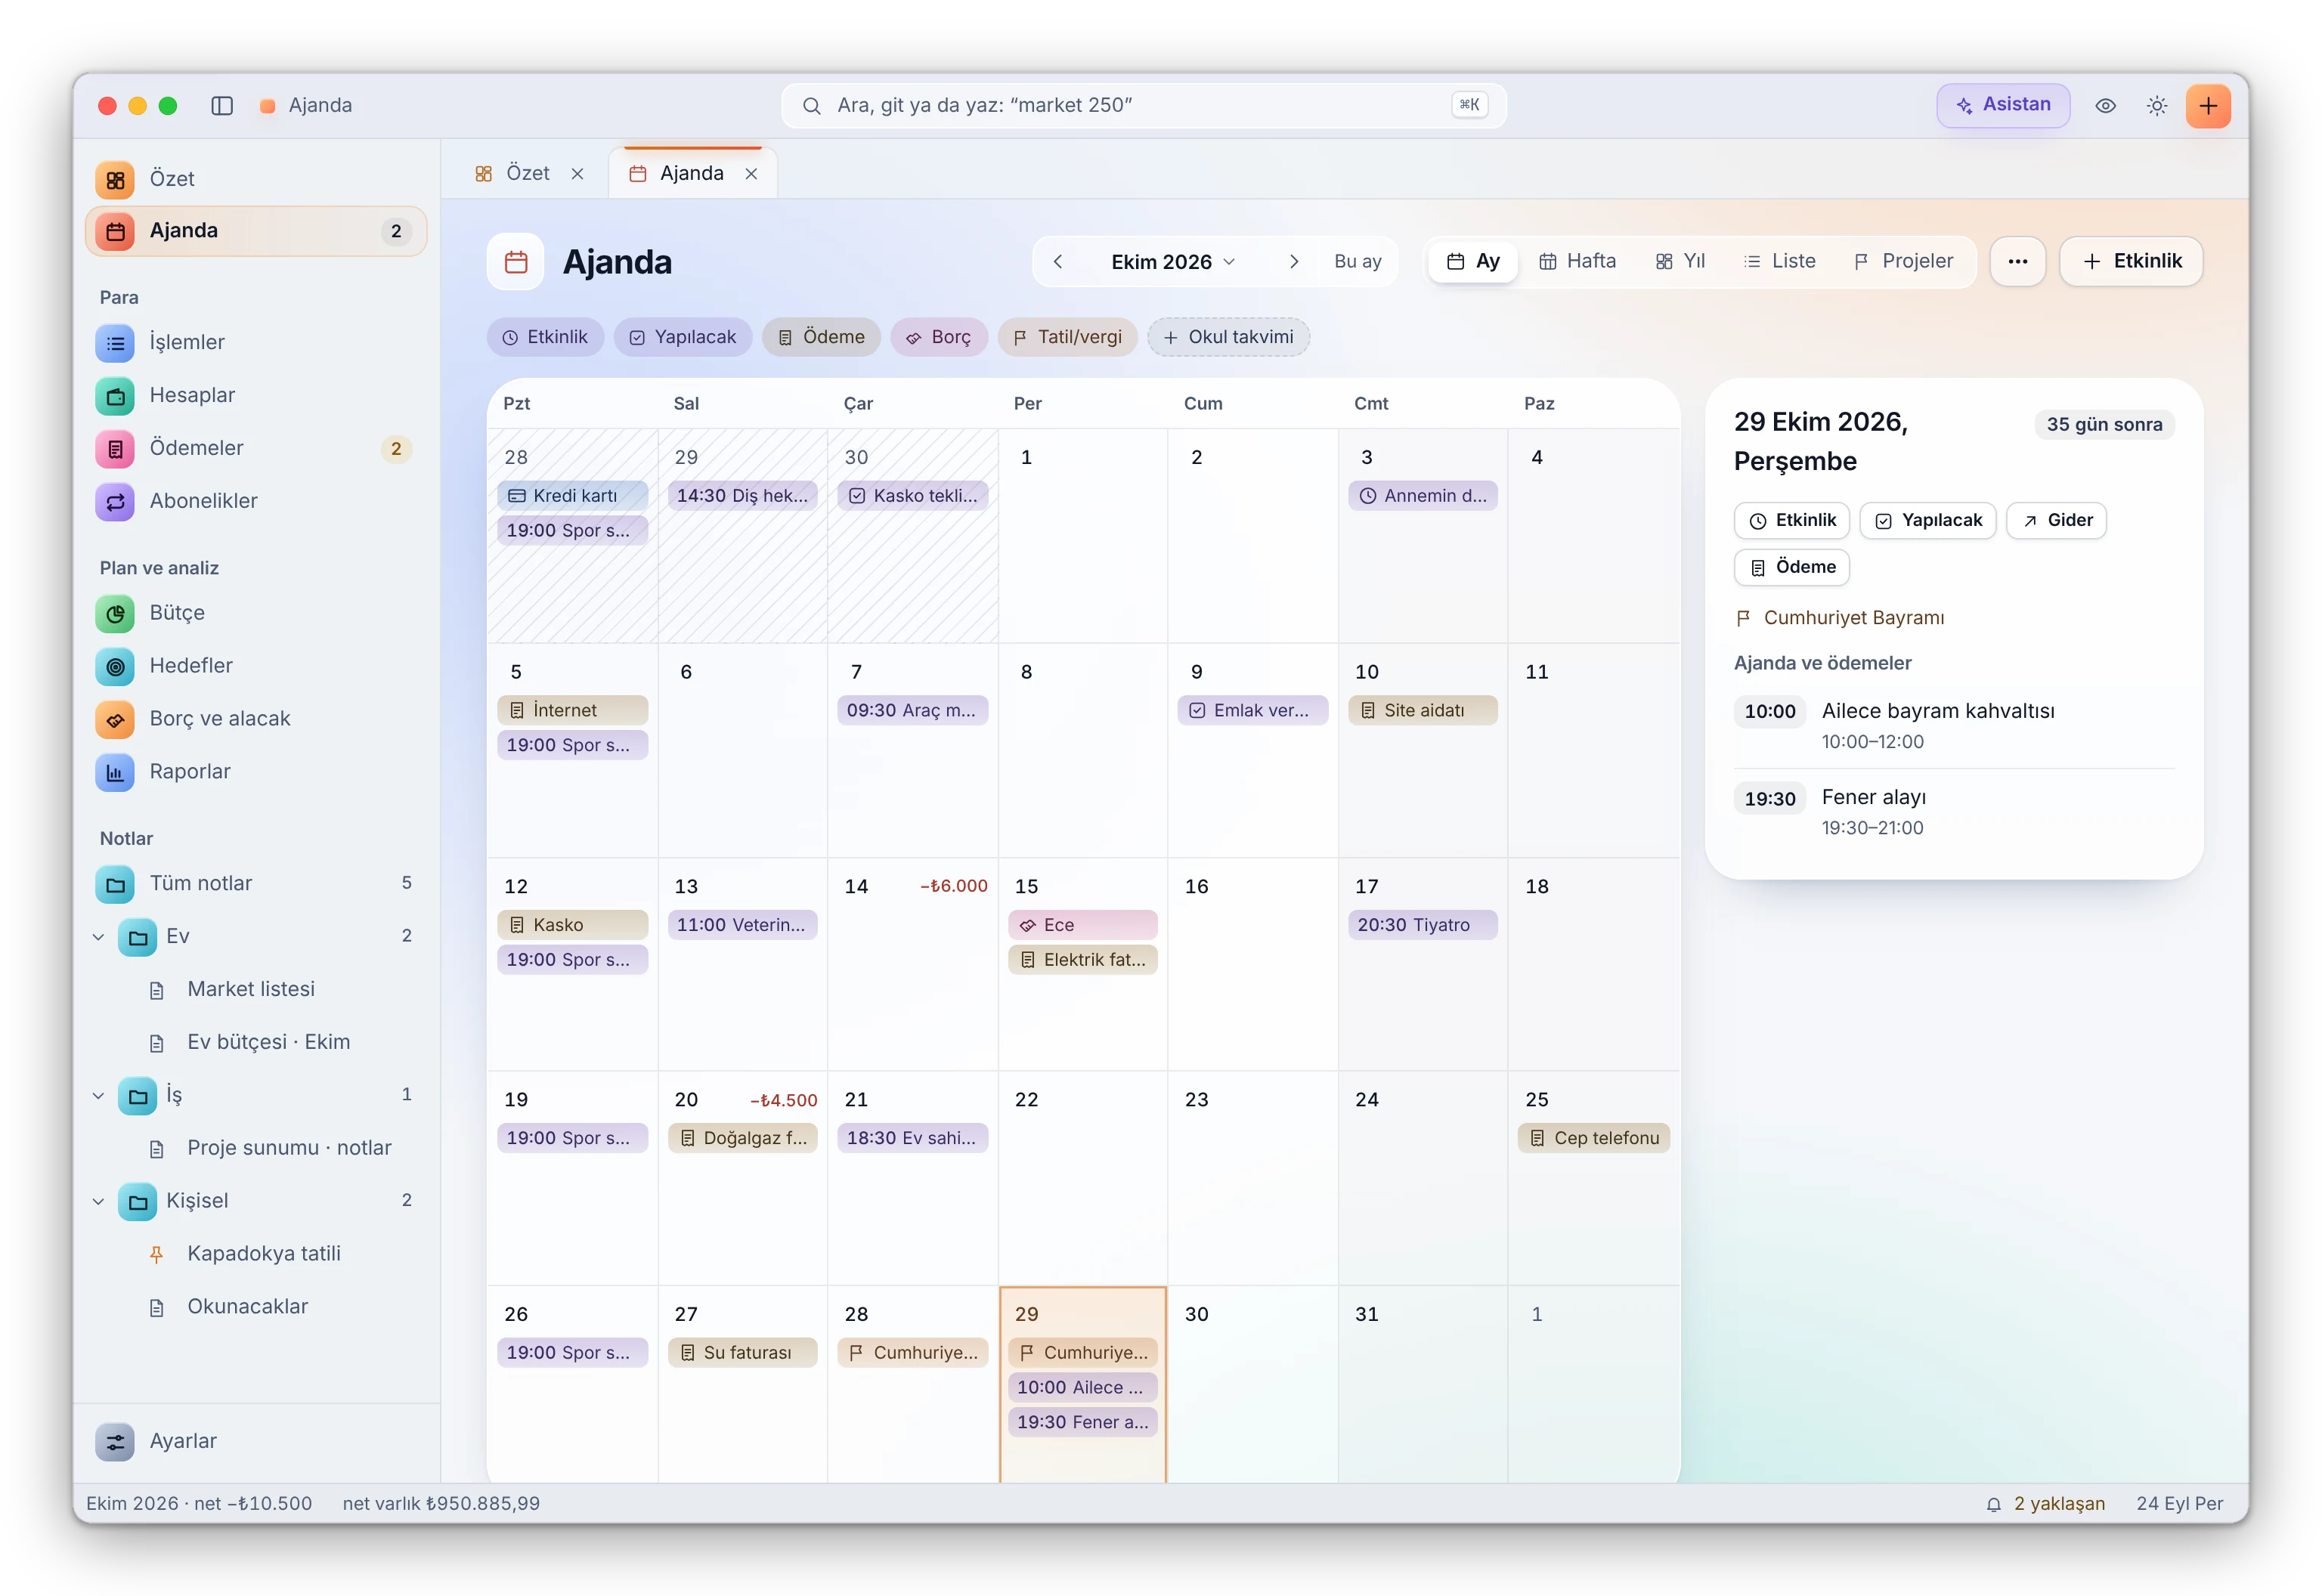 Ajanda
Ara, git ya da yaz: “market 250”
⌘K
Asistan
Özet
Ajanda
2
Para
İşlemler
Hesaplar
Ödemeler
2
Abonelikler
Plan ve analiz
Bütçe
Hedefler
Borç ve alacak
Raporlar
Notlar
Tüm notlar
5
Ev
2
Market listesi
Ev bütçesi · Ekim
İş
1
Proje sunumu · notlar
Kişisel
2
Kapadokya tatili
Okunacaklar
Ayarlar
Özet
Ajanda
Ajanda
Ekim 2026
Bu ay
Ay
Hafta
Yıl
Liste
Projeler
Etkinlik
Etkinlik
Yapılacak
Ödeme
Borç
Tatil/vergi
Okul takvimi
Pzt
Sal
Çar
Per
Cum
Cmt
Paz
28
Kredi kartı
19:00 Spor s...
29
14:30 Diş hek...
30
Kasko tekli...
1
2
3
Annemin d...
4
5
İnternet
19:00 Spor s...
6
7
09:30 Araç m...
8
9
Emlak ver...
10
Site aidatı
11
12
Kasko
19:00 Spor s...
13
11:00 Veterin...
14
−₺6.000
15
Ece
Elektrik fat...
16
17
20:30 Tiyatro
18
19
19:00 Spor s...
20
−₺4.500
Doğalgaz f...
21
18:30 Ev sahi...
22
23
24
25
Cep telefonu
26
19:00 Spor s...
27
Su faturası
28
Cumhuriye...
29
Cumhuriye...
10:00 Ailece ...
19:30 Fener a...
30
31
1
29 Ekim 2026,
Perşembe
35 gün sonra
Etkinlik
Yapılacak
Gider
Ödeme
Cumhuriyet Bayramı
Ajanda ve ödemeler
10:00
Ailece bayram kahvaltısı
10:00–12:00
19:30
Fener alayı
19:30–21:00
Ekim 2026 · net −₺10.500
net varlık ₺950.885,99
2 yaklaşan
24 Eyl Per